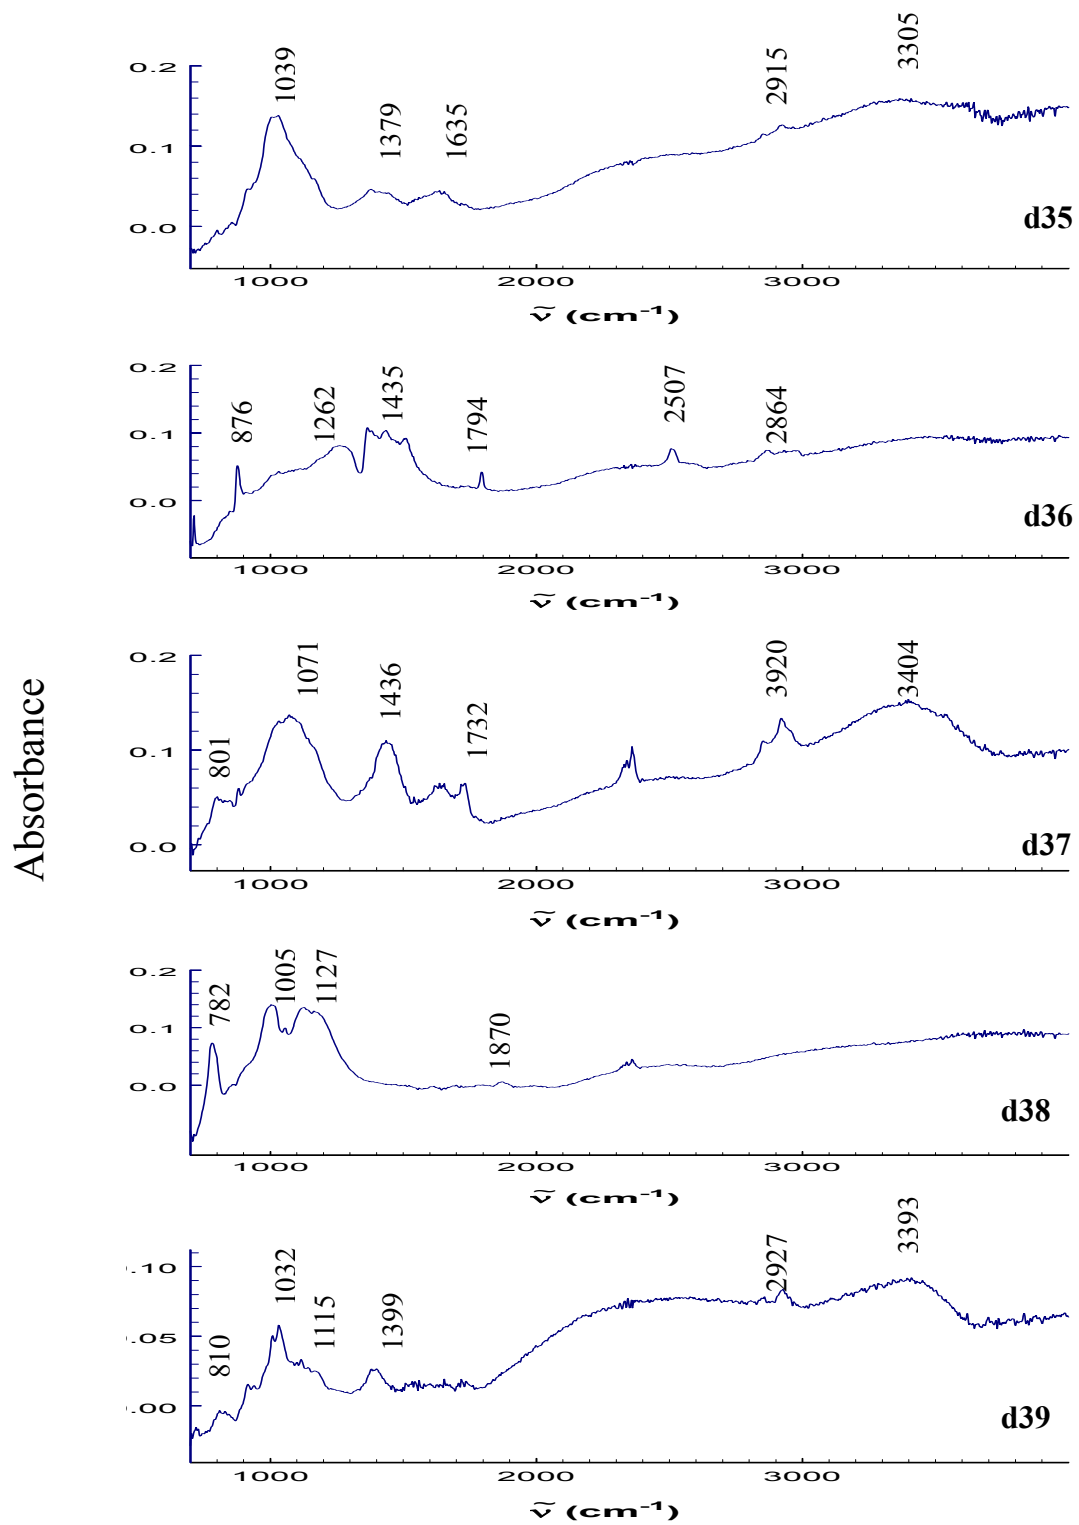 3305
2915
1039
0.2
1379
1635
0.1
0.0
d35
1000 2000 3000
ṽ (cm⁻¹)
0.2
1435
2507
1262
2864
876
1794
0.1
0.0
d36
1000 2000 3000
ṽ (cm⁻¹)
Absorbance
0.2
1071
3920
3404
1436
1732
801
0.1
0.0
d37
1000 2000 3000
ṽ (cm⁻¹)
0.2
1005
1127
782
1870
0.1
0.0
d38
1000 2000 3000
ṽ (cm⁻¹)
3393
1032
2927
.10
1115
1399
.05
810
.00
d39
1000 2000 3000
ṽ (cm⁻¹)